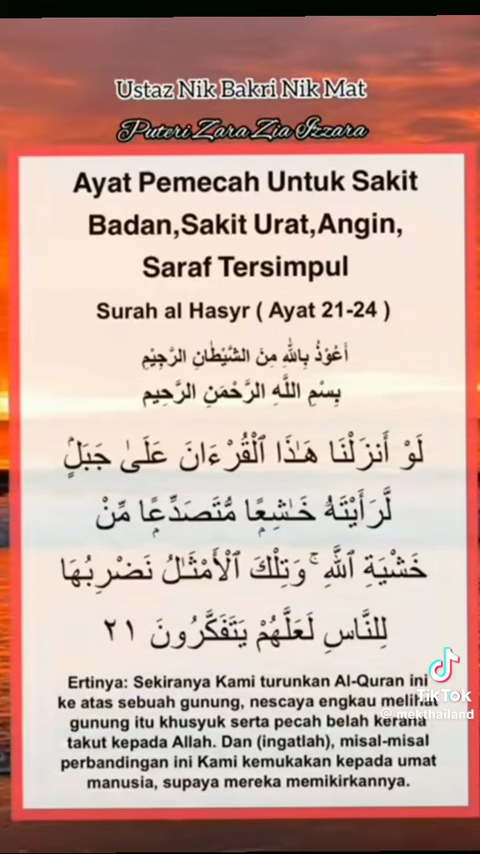 Ustaz Nik Bakri Nik Mat
Puteri Zara Zia Izzara
Ayat Pemecah Untuk Sakit
Badan,Sakit Urat,Angin,
Saraf Tersimpul
Surah al Hasyr ( Ayat 21-24 )
أَعُوْذُ بِاللهِ مِنَ الشَّيْطَانِ الرَّجِيْمِ
بِسْمِ اللَّهِ الرَّحْمَنِ الرَّحِيم
لَوْ أَنزَلْنَا هَـٰذَا ٱلْقُرْءَانَ عَلَىٰ جَبَلٍ
لَّرَأَيْتَهُۥ خَـٰشِعًا مُّتَصَدِّعًا مِّنْ
خَشْيَةِ ٱللَّهِ ۚ وَتِلْكَ ٱلْأَمْثَـٰلُ نَضْرِبُهَا
لِلنَّاسِ لَعَلَّهُمْ يَتَفَكَّرُونَ ٢١
Ertinya: Sekiranya Kami turunkan Al-Quran ini
ke atas sebuah gunung, nescaya engkau melihat
gunung itu khusyuk serta pecah belah kerana
takut kepada Allah. Dan (ingatlah), misal-misal
perbandingan ini Kami kemukakan kepada umat
manusia, supaya mereka memikirkannya.
TikTok
@ mekthailand